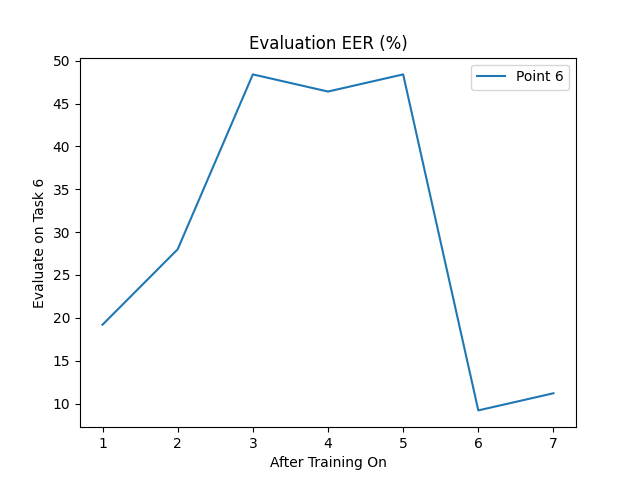 Evaluation EER (%)
Point 6
50
45
40
35
30
25
20
15
10
Evaluate on Task 6
1 2 3 4 5 6 7
After Training On